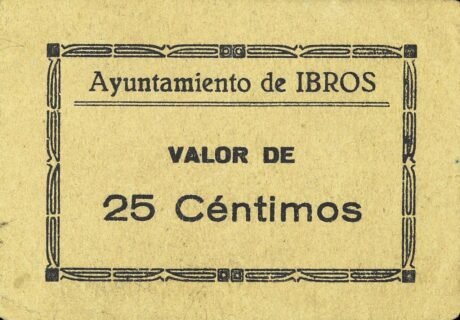 Ayuntamiento de IBROS
VALOR DE
25 Céntimos